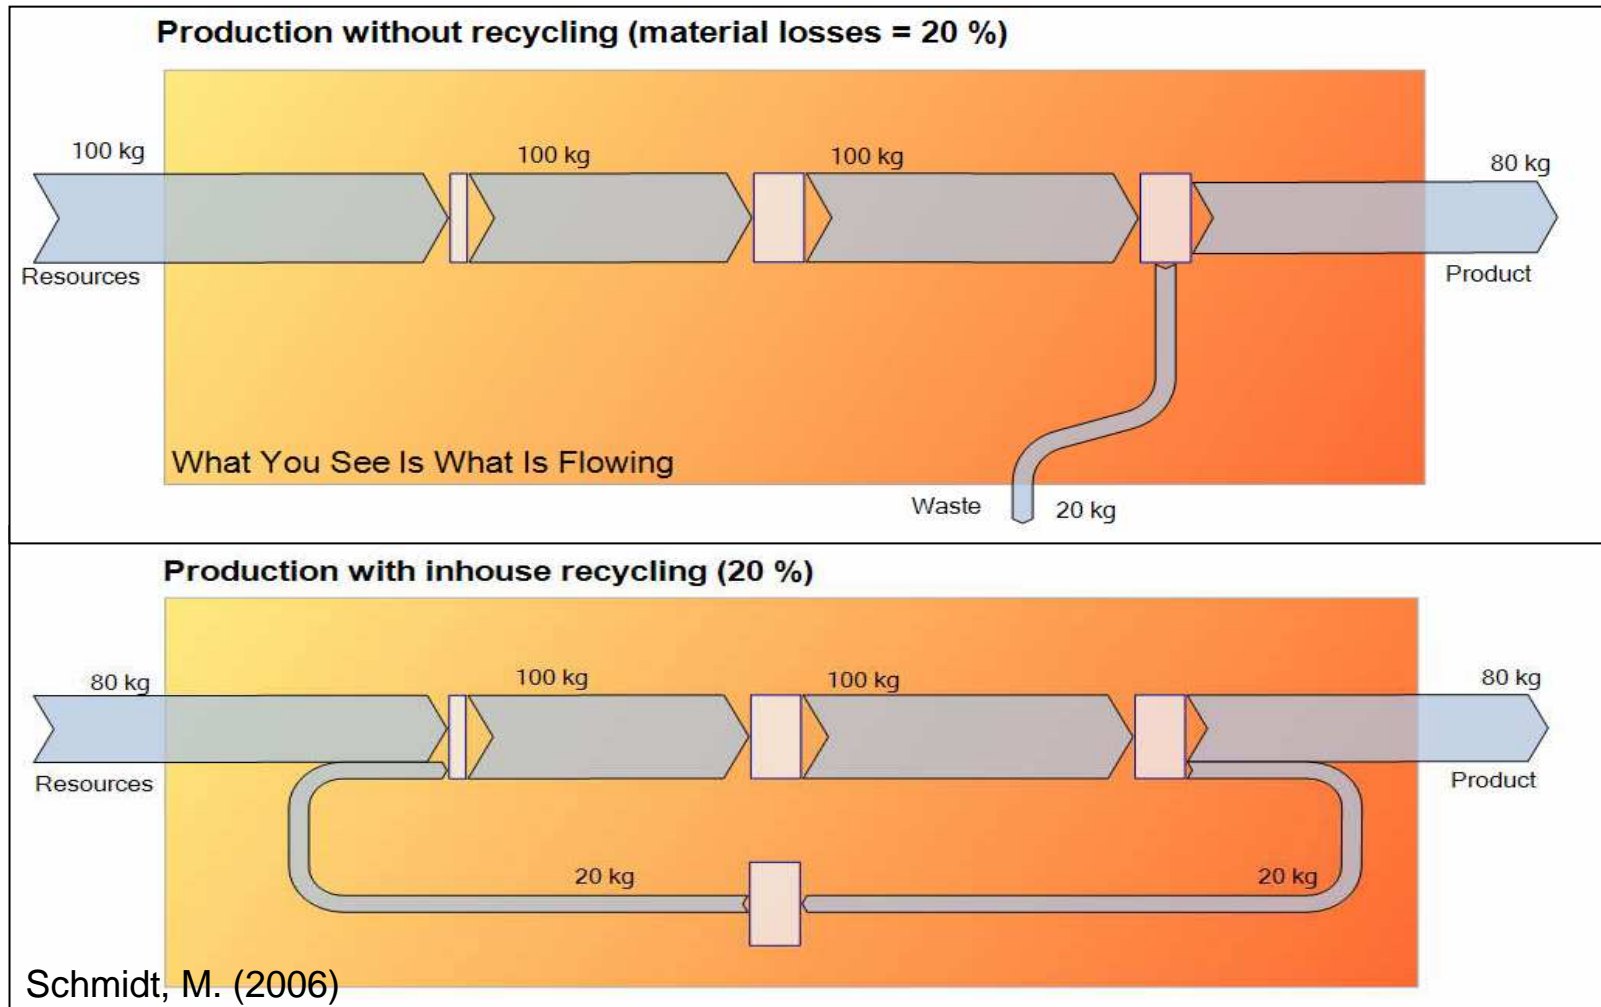 Production without recycling (material losses = 20 %)
100 kg
100 kg
100 kg
80 kg
Resources
Product
What You See Is What Is Flowing
Waste
20 kg
Production with inhouse recycling (20 %)
80 kg
100 kg
100 kg
80 kg
Resources
Product
20 kg
20 kg
Schmidt, M. (2006)